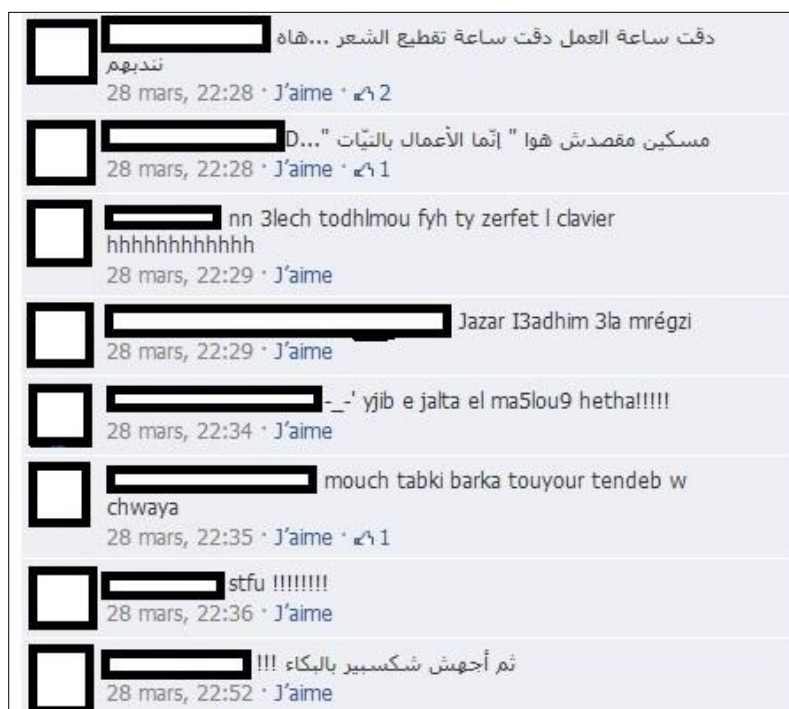 دقت ساعة العمل دقت ساعة تقطيع الشعر ...هاه
نندبهم
28 mars, 22:28 · J'aime · 2
مسكين مقصدش هوا " إنّما الأعمال بالنيّات "...D
28 mars, 22:28 · J'aime · 1
nn 3lech todhlmou fyh ty zerfet l clavier
hhhhhhhhhhhh
28 mars, 22:29 · J'aime
Jazar I3adhim 3la mrégzi
28 mars, 22:29 · J'aime
-_-' yjib e jalta el ma5lou9 hetha!!!!!
28 mars, 22:34 · J'aime
mouch tabki barka touyour tendeb w
chwaya
28 mars, 22:35 · J'aime · 1
stfu !!!!!!!!
28 mars, 22:36 · J'aime
ثم أجهش شكسبير بالبكاء !!!
28 mars, 22:52 · J'aime